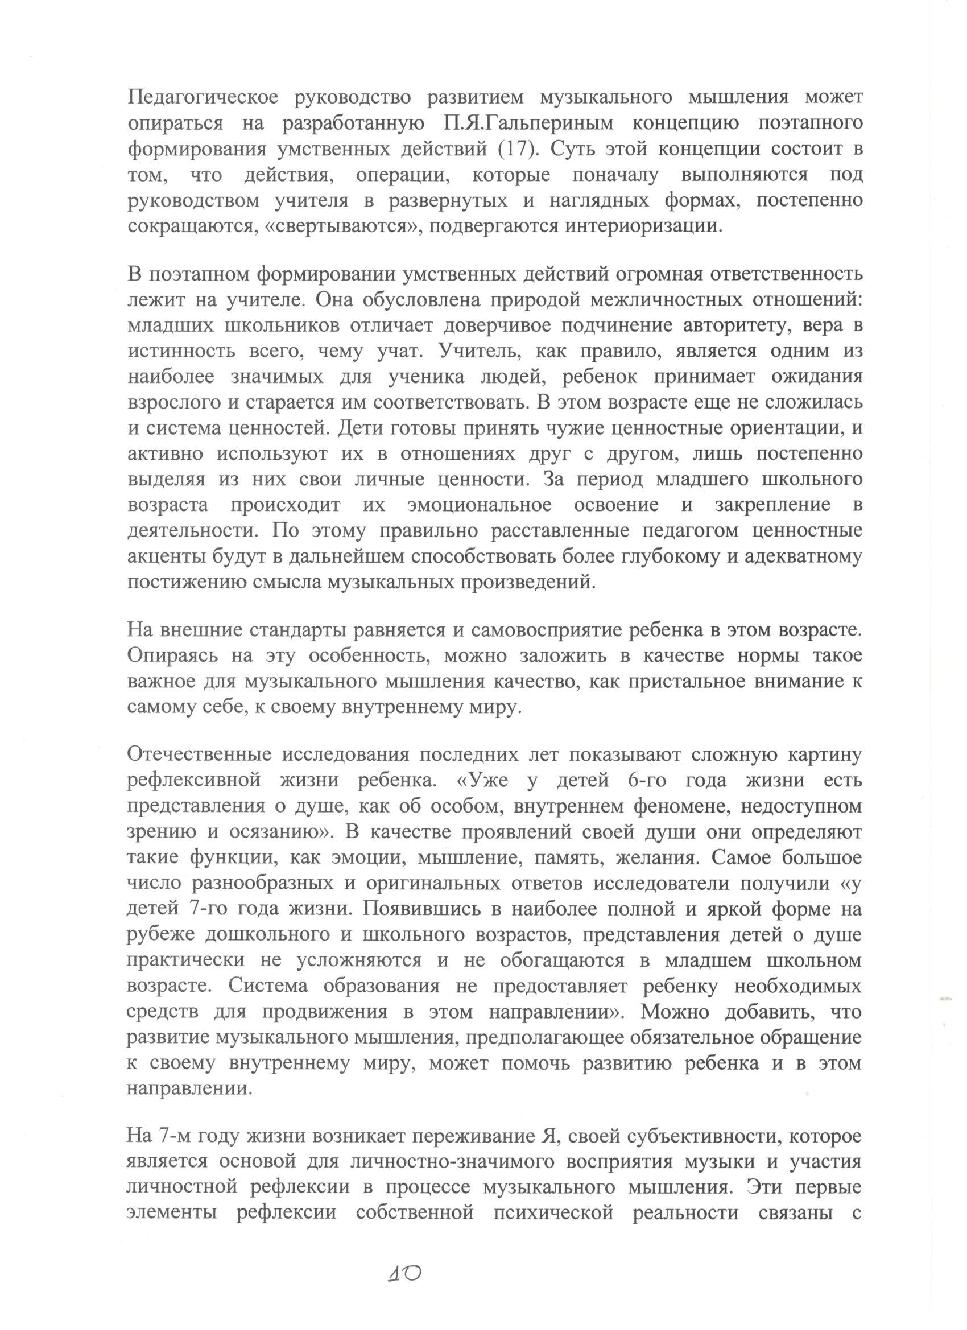 Педагогическое руководство развитием музыкального мышления может
опираться на разработанную П.Я.Гальпериным концепцию поэтапного
формирования умственных действий (17). Суть этой концепции состоит в
том, что действия, операции, которые поначалу выполняются под
руководством учителя в развернутых и наглядных формах, постепенно
сокращаются, «свертываются», подвергаются интериоризации.
В поэтапном формировании умственных действий огромная ответственность
лежит на учителе. Она обусловлена природой межличностных отношений:
младших школьников отличает доверчивое подчинение авторитету, вера в
истинность всего, чему учат. Учитель, как правило, является одним из
наиболее значимых для ученика людей, ребенок принимает ожидания
взрослого и старается им соответствовать. В этом возрасте еще не сложилась
и система ценностей. Дети готовы принять чужие ценностные ориентации, и
активно используют их в отношениях друг с другом, лишь постепенно
выделяя из них свои личные ценности. За период младшего школьного
возраста происходит их эмоциональное освоение и закрепление в
деятельности. По этому правильно расставленные педагогом ценностные
акценты будут в дальнейшем способствовать более глубокому и адекватному
постижению смысла музыкальных произведений.
На внешние стандарты равняется и самовосприятие ребенка в этом возрасте.
Опираясь на эту особенность, можно заложить в качестве нормы такое
важное для музыкального мышления качество, как пристальное внимание к
самому себе, к своему внутреннему миру.
Отечественные исследования последних лет показывают сложную картину
рефлексивной жизни ребенка. «Уже у детей 6-го года жизни есть
представления о душе, как об особом, внутреннем феномене, недоступном
зрению и осязанию». В качестве проявлений своей души они определяют
такие функции, как эмоции, мышление, память, желания. Самое большое
число разнообразных и оригинальных ответов исследователи получили «у
детей 7-го года жизни. Появившись в наиболее полной и яркой форме на
рубеже дошкольного и школьного возрастов, представления детей о душе
практически не усложняются и не обогащаются в младшем школьном
возрасте. Система образования не предоставляет ребенку необходимых
средств для продвижения в этом направлении». Можно добавить, что
развитие музыкального мышления, предполагающее обязательное обращение
к своему внутреннему миру, может помочь развитию ребенка и в этом
направлении.
На 7-м году жизни возникает переживание Я, своей субъективности, которое
является основой для личностно-значимого восприятия музыки и участия
личностной рефлексии в процессе музыкального мышления. Эти первые
элементы рефлексии собственной психической реальности связаны с
10